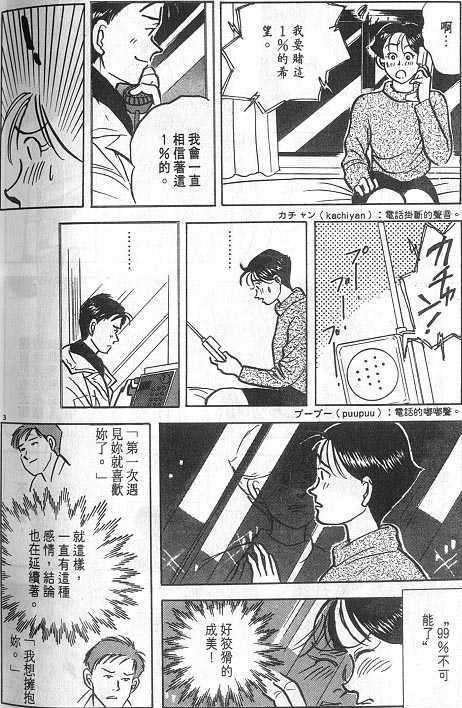 啊…
我要賭這
1%的希
望。
我會一直
相信著這
1%的。
カチャン（kachiyan）：電話掛斷的聲音。
カチャン!
プープー
…………
…………
プープー（puupuu）：電話的嘟嘟聲。
3
「第一次遇
見妳就喜歡
妳了。」
就這樣，
一直有這種
感情，結論
也在延續著。
「我想擁抱
妳。」
"99%不可
能了"
好狡猾的
成美！